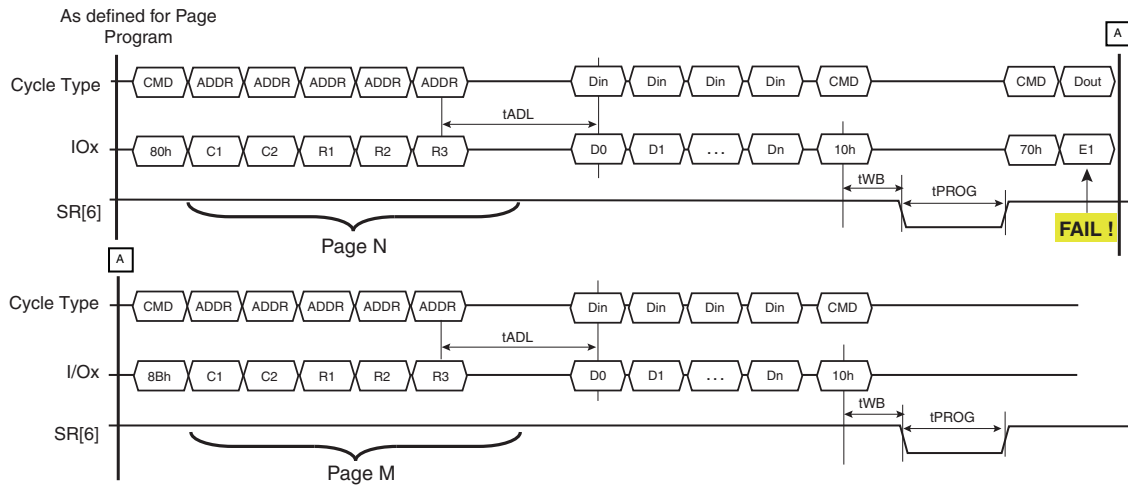 As defined for Page
Program
A
Cycle Type CMD ADDR ADDR ADDR ADDR ADDR Din Din Din Din CMD CMD Dout
tADL
IOx 80h C1 C2 R1 R2 R3 D0 D1 ... Dn 10h 70h E1
tWB tPROG
SR[6]
FAIL !
Page N
A
Cycle Type CMD ADDR ADDR ADDR ADDR ADDR Din Din Din Din CMD
tADL
I/Ox 8Bh C1 C2 R1 R2 R3 D0 D1 ... Dn 10h
tWB tPROG
SR[6]
Page M